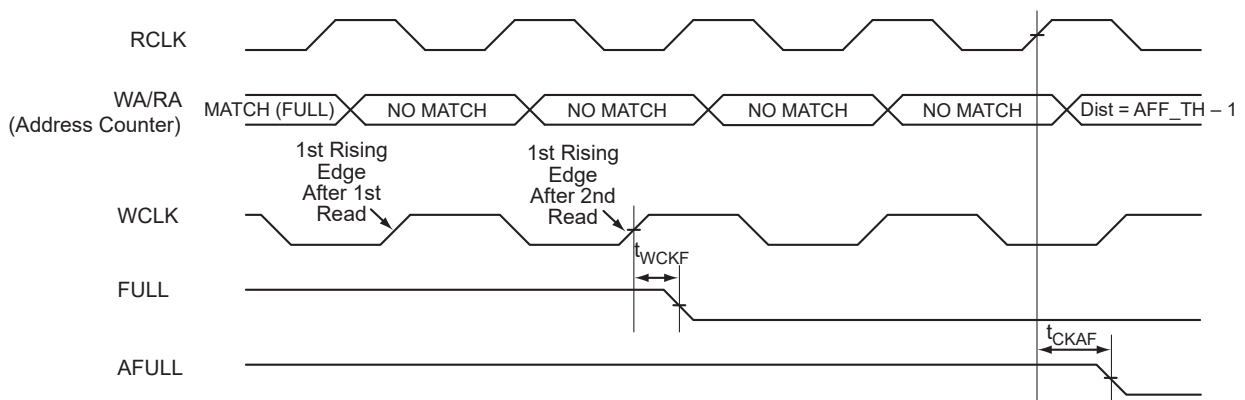 RCLK
WA/RA
(Address Counter)
MATCH (FULL)
NO MATCH
NO MATCH
NO MATCH
NO MATCH
Dist = AFF_TH – 1
1st Rising
Edge
After 1st
Read
1st Rising
Edge
After 2nd
Read
WCLK
tWCKF
FULL
tCKAF
AFULL